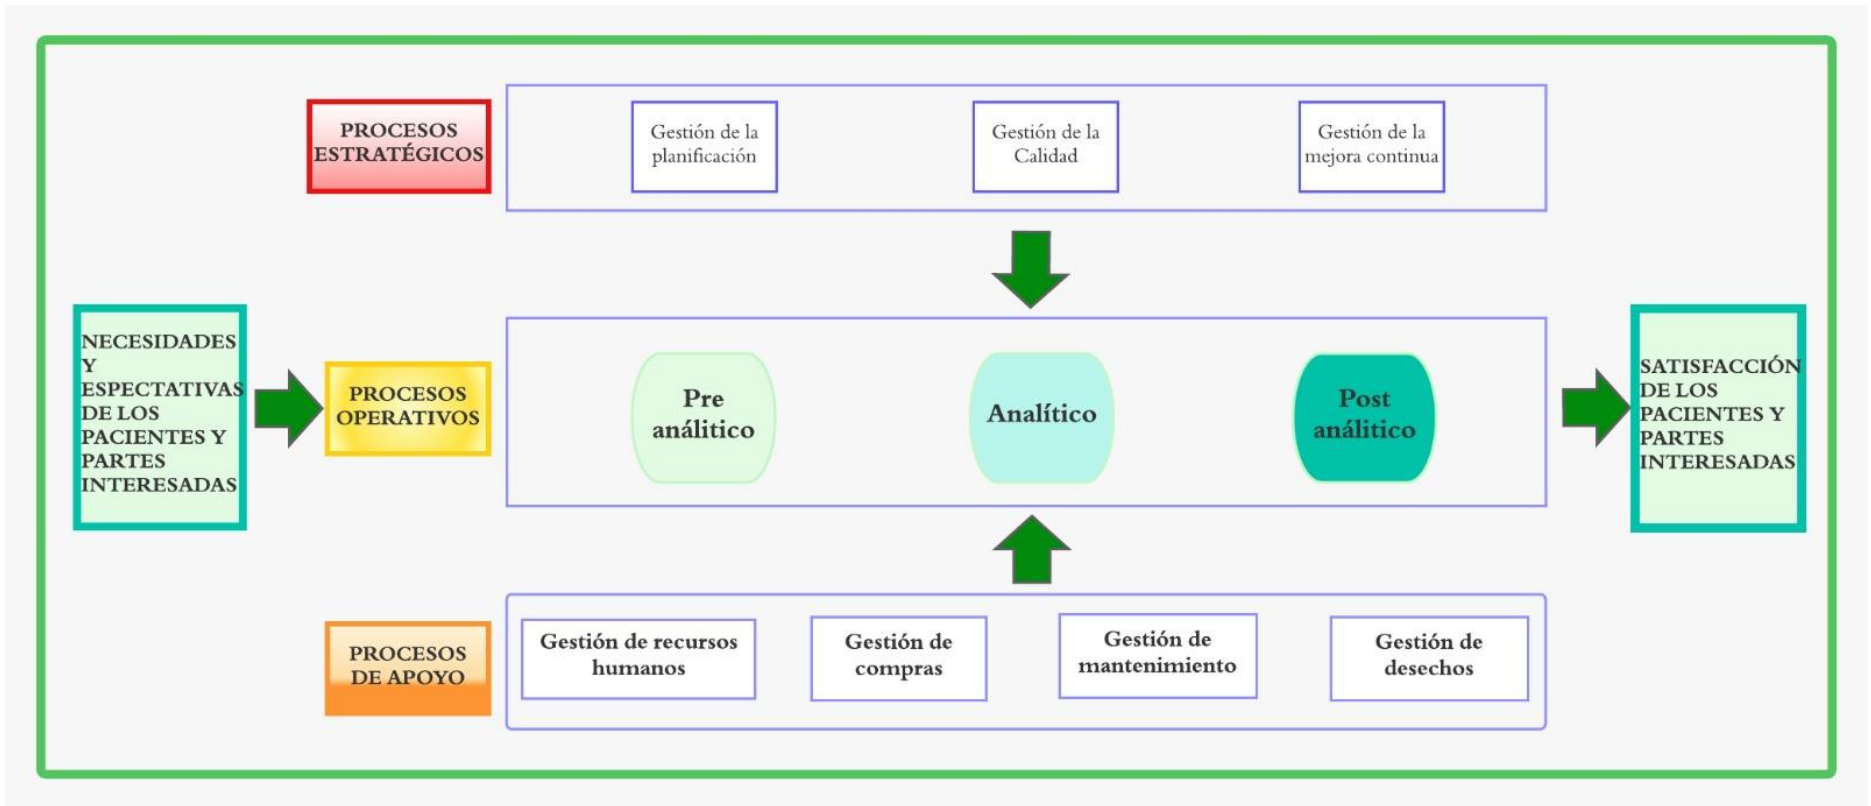 PROCESOS
ESTRATÉGICOS
Gestión de la
planificación
Gestión de la
Calidad
Gestión de la
mejora continua
NECESIDADES
Y
ESPECTATIVAS
DE LOS
PACIENTES Y
PARTES
INTERESADAS
PROCESOS
OPERATIVOS
Pre
análitico
Analítico
Post
análitico
SATISFACCIÓN
DE LOS
PACIENTES Y
PARTES
INTERESADAS
PROCESOS
DE APOYO
Gestión de recursos
humanos
Gestión de
compras
Gestión de
mantenimiento
Gestión de
desechos